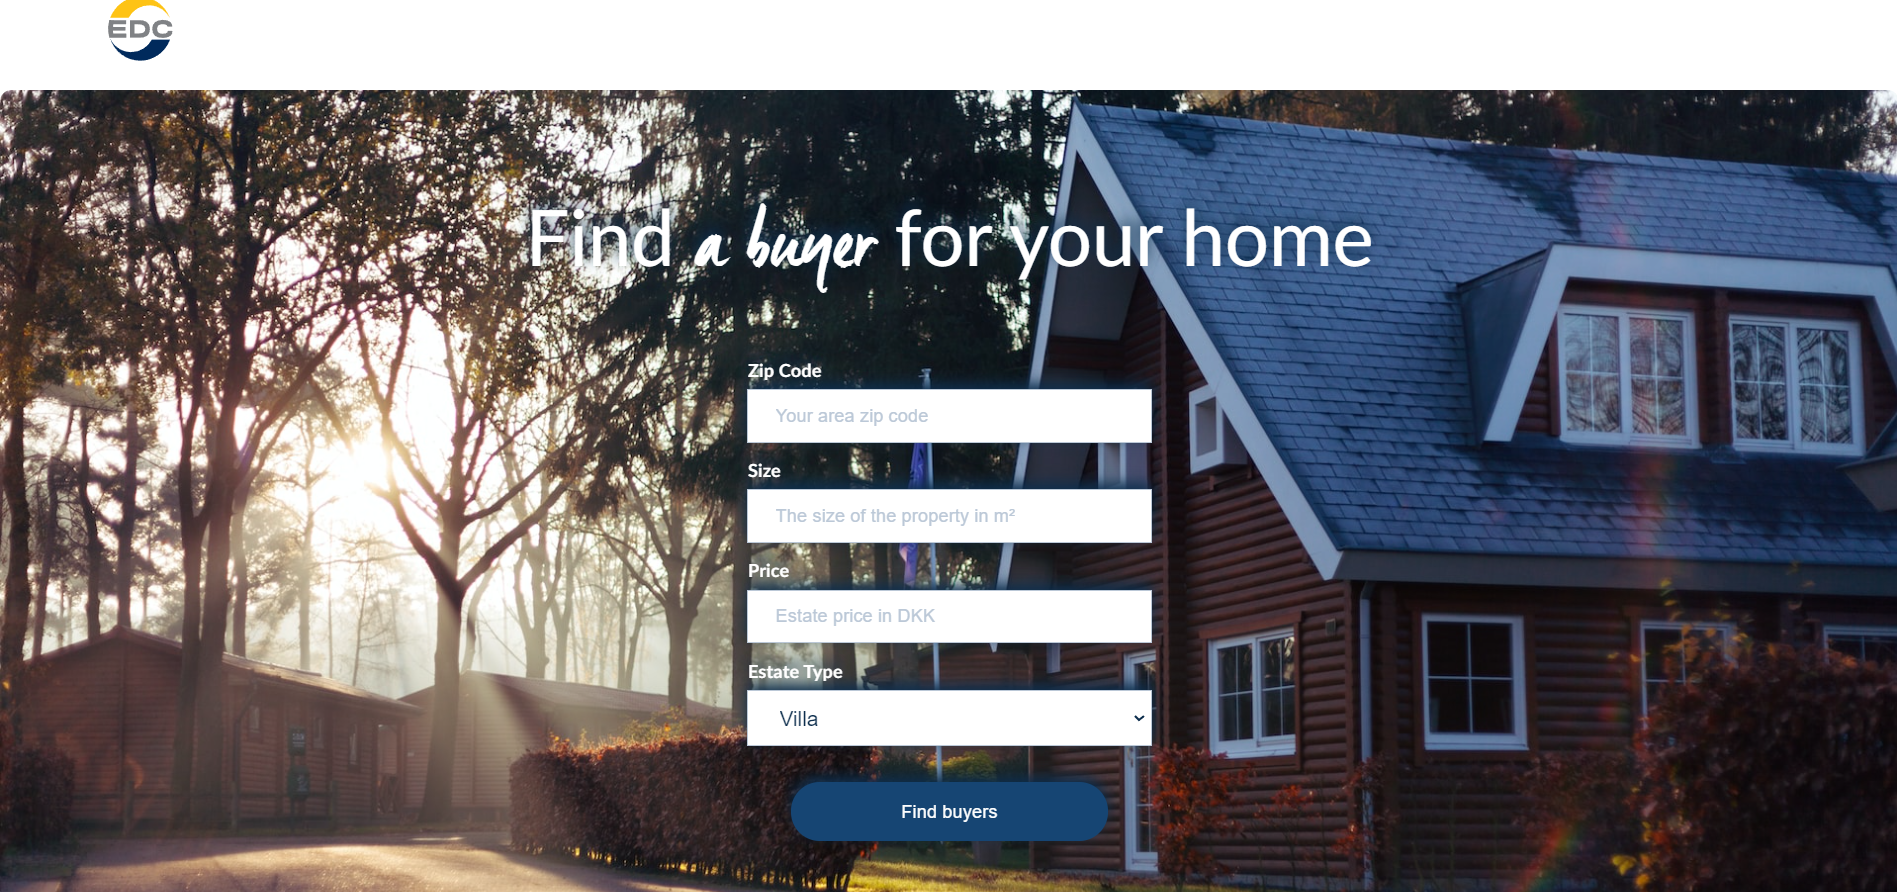 EDC
Find a buyer for your home
Zip Code
Your area zip code
Size
The size of the property in m²
Price
Estate price in DKK
Estate Type
Villa
Find buyers